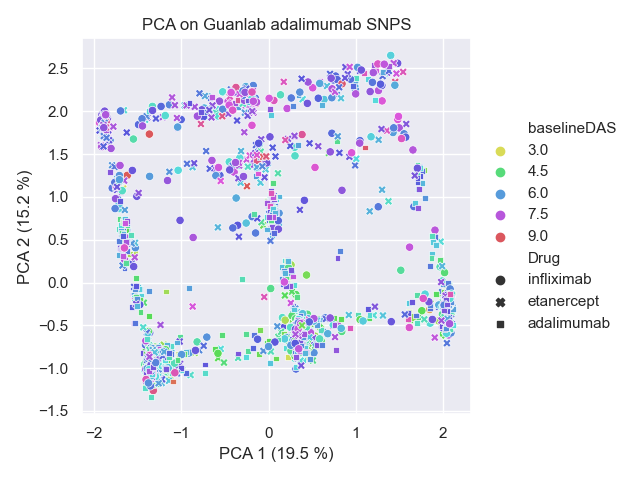 PCA on Guanlab adalimumab SNPS
2.5
2.0
1.5
1.0
0.5
0.0
−0.5
−1.0
−1.5
−2
−1
0
1
2
PCA 2 (15.2 %)
PCA 1 (19.5 %)
baselineDAS
3.0
4.5
6.0
7.5
9.0
Drug
infliximab
etanercept
adalimumab